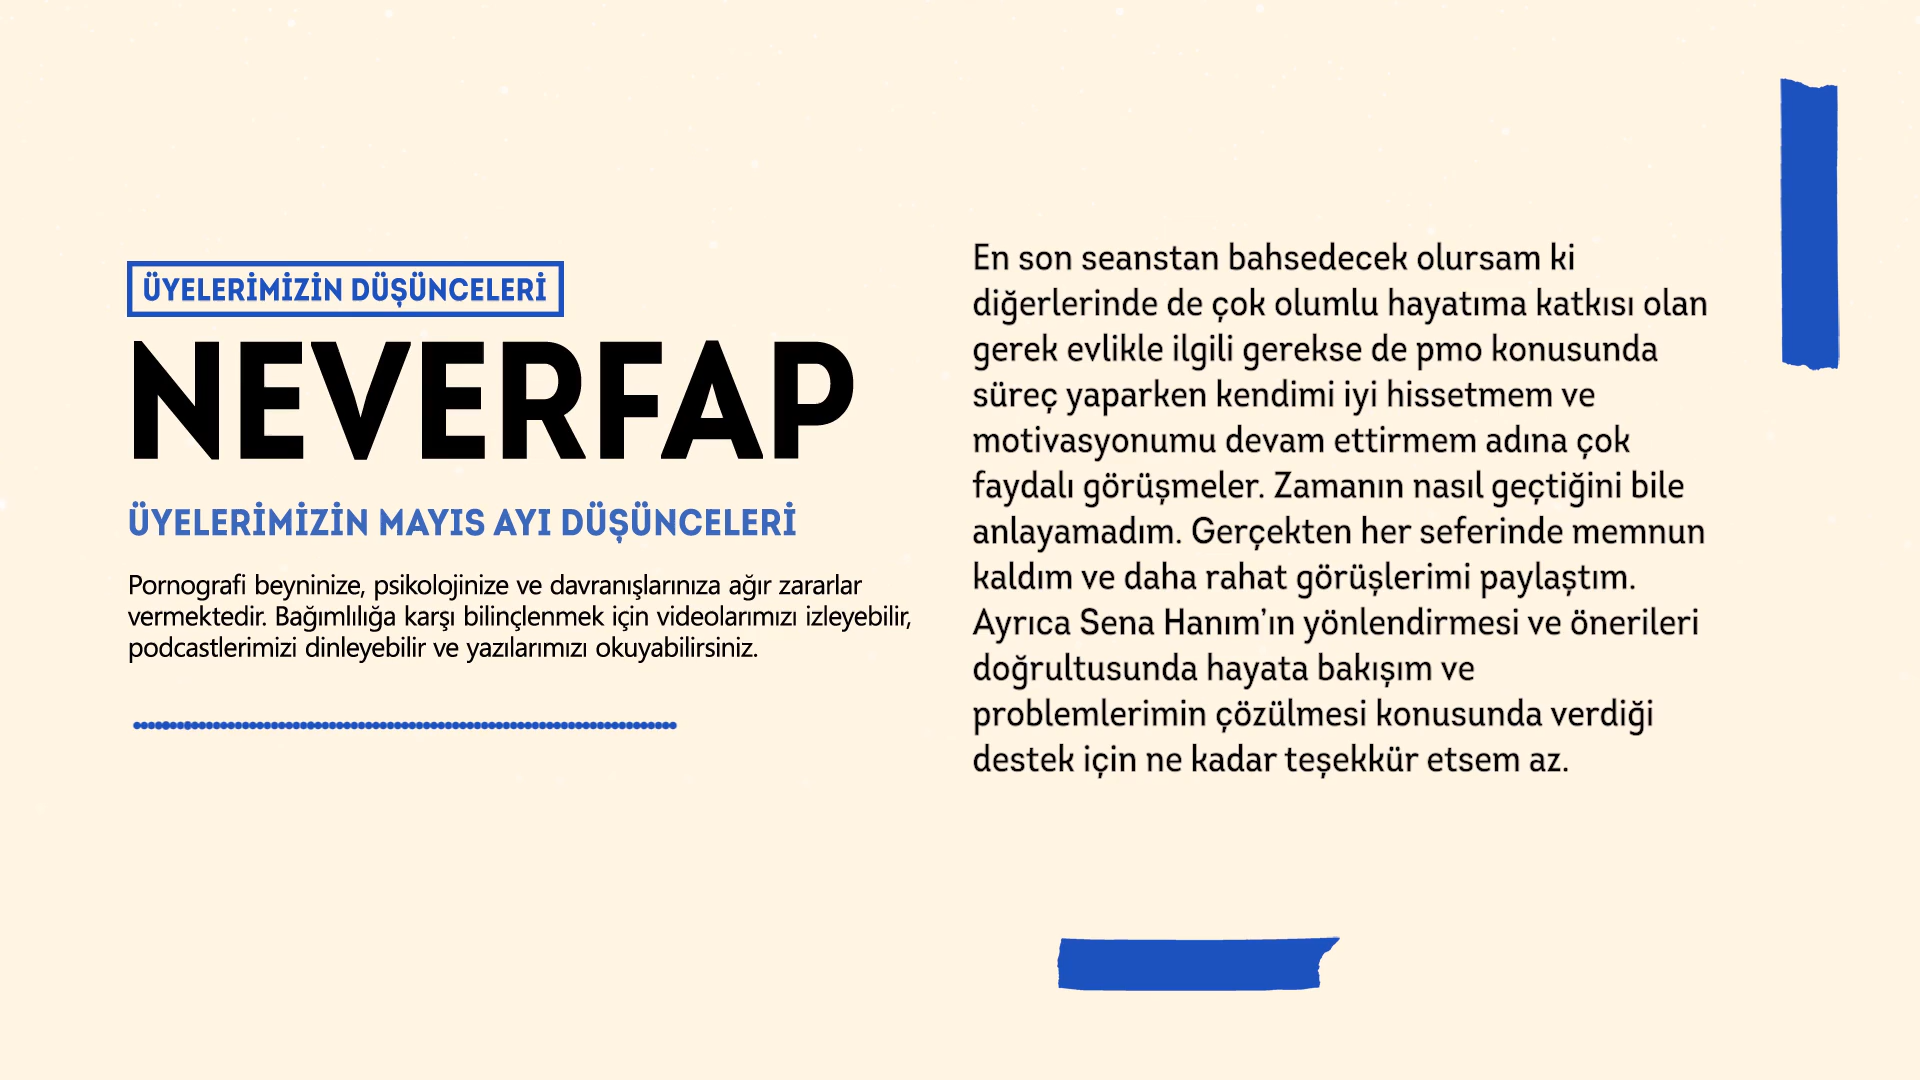 ÜYELERİMİZİN DÜŞÜNCELERİ
NEVERFAP
ÜYELERİMİZİN MAYIS AYI DÜŞÜNCELERİ
Pornografi beyninize, psikolojinize ve davranışlarınıza ağır zararlar
vermektedir. Bağımlılığa karşı bilinçlenmek için videolarımızı izleyebilir,
podcastlerimizi dinleyebilir ve yazılarımızı okuyabilirsiniz.
En son seanstan bahsedecek olursam ki
diğerlerinde de çok olumlu hayatıma katkısı olan
gerek evlikle ilgili gerekse de pmo konusunda
süreç yaparken kendimi iyi hissetmem ve
motivasyonumu devam ettirmem adına çok
faydalı görüşmeler. Zamanın nasıl geçtiğini bile
anlayamadım. Gerçekten her seferinde memnun
kaldım ve daha rahat görüşlerimi paylaştım.
Ayrıca Sena Hanım’ın yönlendirmesi ve önerileri
doğrultusunda hayata bakışım ve
problemlerimin çözülmesi konusunda verdiği
destek için ne kadar teşekkür etsem az.